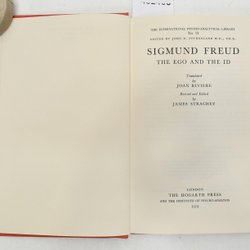 THE INTERNATIONAL PSYCHO-ANALYTICAL LIBRARY
EDITED BY JOHN D. SUTHERLAND M.D., PH.D.
SIGMUND FREUD
THE EGO AND THE ID
Translated
by
JOAN RIVIERE
Revised and Edited
by
JAMES STRACHEY
LONDON
THE HOGARTH PRESS
AND THE INSTITUTE OF PSYCHO-ANALYSIS